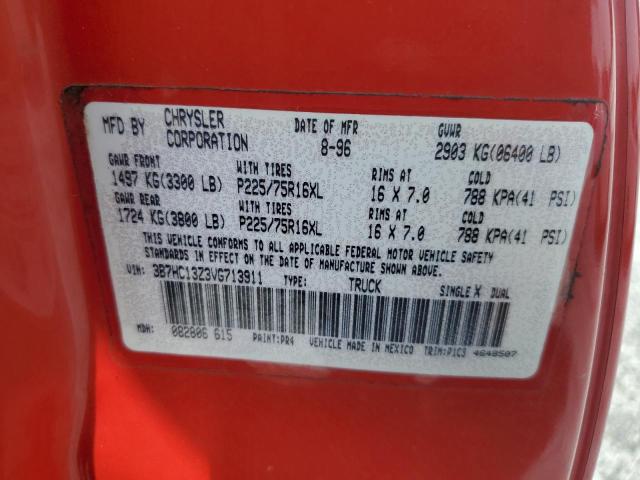 MFD BY CHRYSLER CORPORATION DATE OF MFR 8-96 GVWR 2903 KG(06400 LB)
GAWR FRONT WITH TIRES RIMS AT COLD
1497 KG(3300 LB) P225/75R16XL 16 X 7.0 788 KPA(41 PSI)
GAWR REAR WITH TIRES RIMS AT COLD
1724 KG(3800 LB) P225/75R16XL 16 X 7.0 788 KPA(41 PSI)
THIS VEHICLE CONFORMS TO ALL APPLICABLE FEDERAL MOTOR VEHICLE SAFETY
STANDARDS IN EFFECT ON THE DATE OF MANUFACTURE SHOWN ABOVE.
VIN: 3B7HC13Z3VG713911 TYPE: TRUCK SINGLE X DUAL
MDH: 082806 615 PAINT:PR4 VEHICLE MADE IN MEXICO TRIM:P1C3 4648507